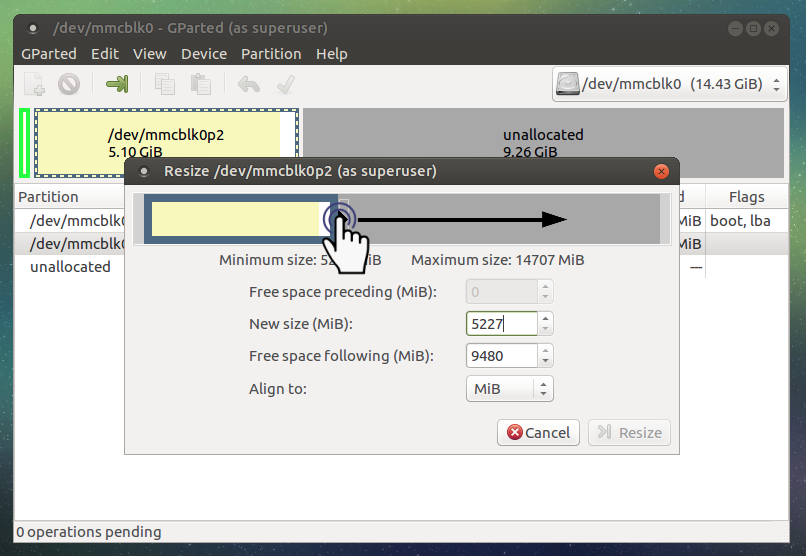 /dev/mmcblk0 - GParted (as superuser)
GParted Edit View Device Partition Help
/dev/mmcblk0 (14.43 GiB)
/dev/mmcblk0p2
5.10 GiB
unallocated
9.26 GiB
Resize /dev/mmcblk0p2 (as superuser)
Partition
Flags
/dev/mmcblk0
MiB
boot, lba
/dev/mmcblk0
MiB
unallocated
---
Minimum size: MiB
Maximum size: 14707 MiB
Free space preceding (MiB): 0
New size (MiB): 5227
Free space following (MiB): 9480
Align to: MiB
Cancel
Resize
0 operations pending